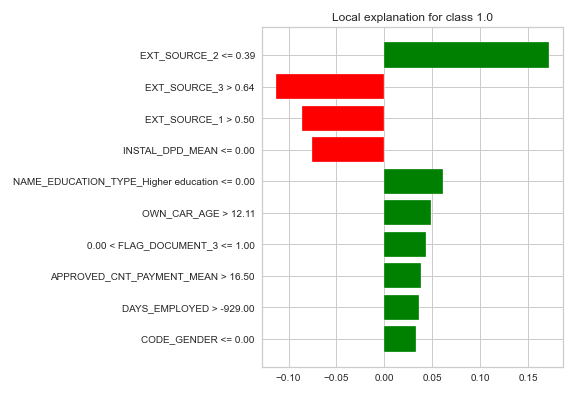 Local explanation for class 1.0
EXT_SOURCE_2 <= 0.39
EXT_SOURCE_3 > 0.64
EXT_SOURCE_1 > 0.50
INSTAL_DPD_MEAN <= 0.00
NAME_EDUCATION_TYPE_Higher education <= 0.00
OWN_CAR_AGE > 12.11
0.00 < FLAG_DOCUMENT_3 <= 1.00
APPROVED_CNT_PAYMENT_MEAN > 16.50
DAYS_EMPLOYED > -929.00
CODE_GENDER <= 0.00
−0.10 −0.05 0.00 0.05 0.10 0.15